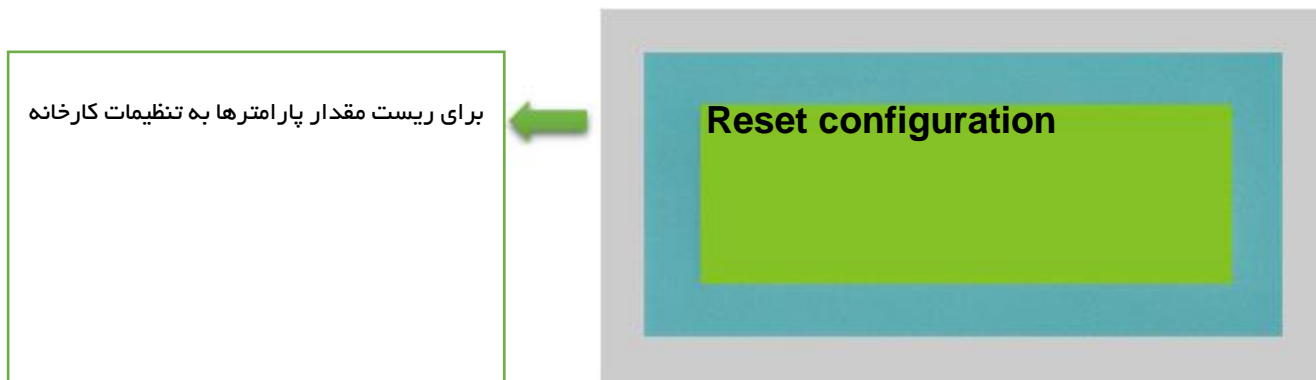 برای ریست مقدار پارامترها به تنظیمات کارخانه
Reset configuration